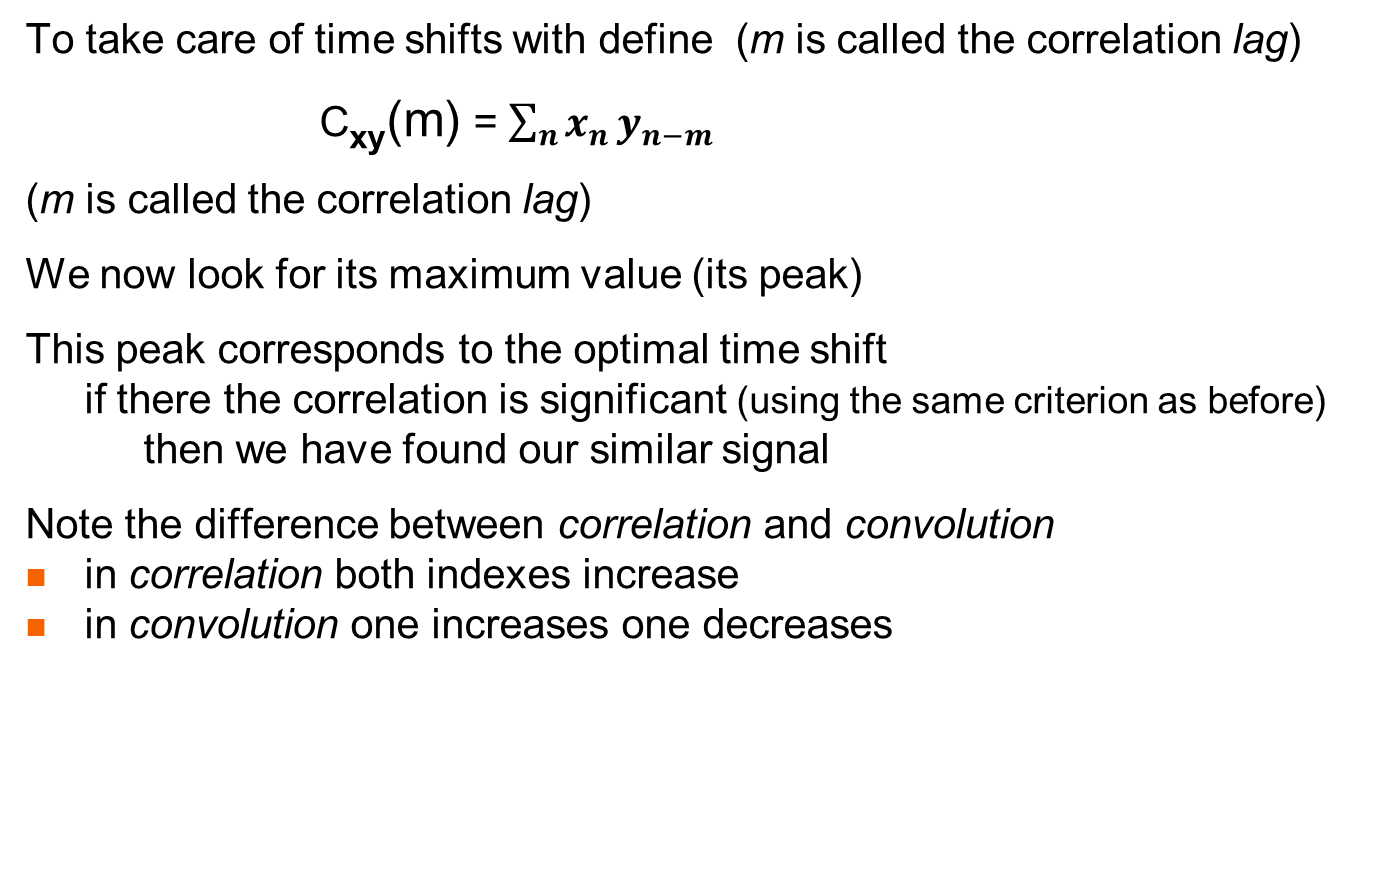 To take care of time shifts with define (m is called the correlation lag)
Cxy(m) = ∑n xn yn−m
(m is called the correlation lag)
We now look for its maximum value (its peak)
This peak corresponds to the optimal time shift
if there the correlation is significant (using the same criterion as before)
then we have found our similar signal
Note the difference between correlation and convolution
■ in correlation both indexes increase
■ in convolution one increases one decreases